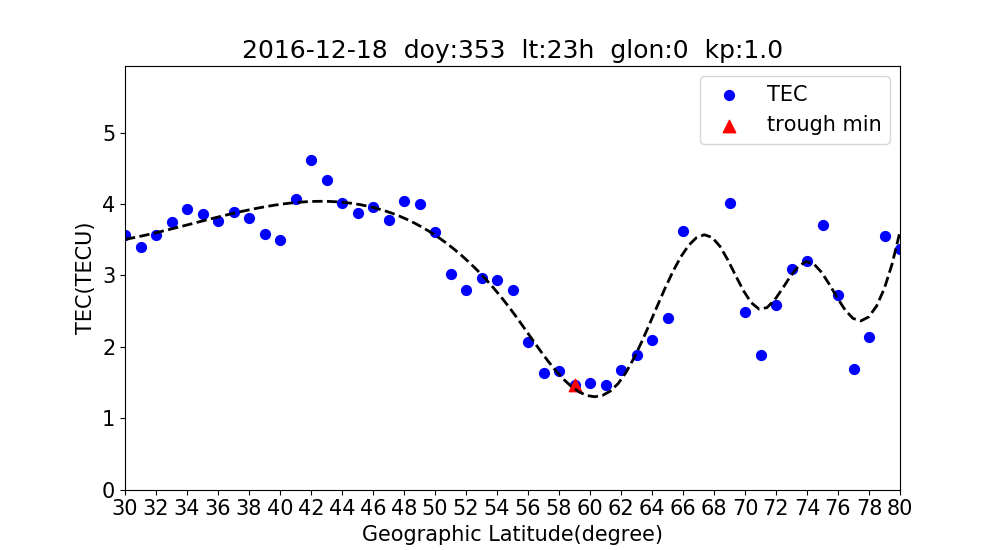 2016-12-18 doy:353 lt:23h glon:0 kp:1.0
TEC
trough min
TEC(TECU)
5
4
3
2
1
0
30 32 34 36 38 40 42 44 46 48 50 52 54 56 58 60 62 64 66 68 70 72 74 76 78 80
Geographic Latitude(degree)